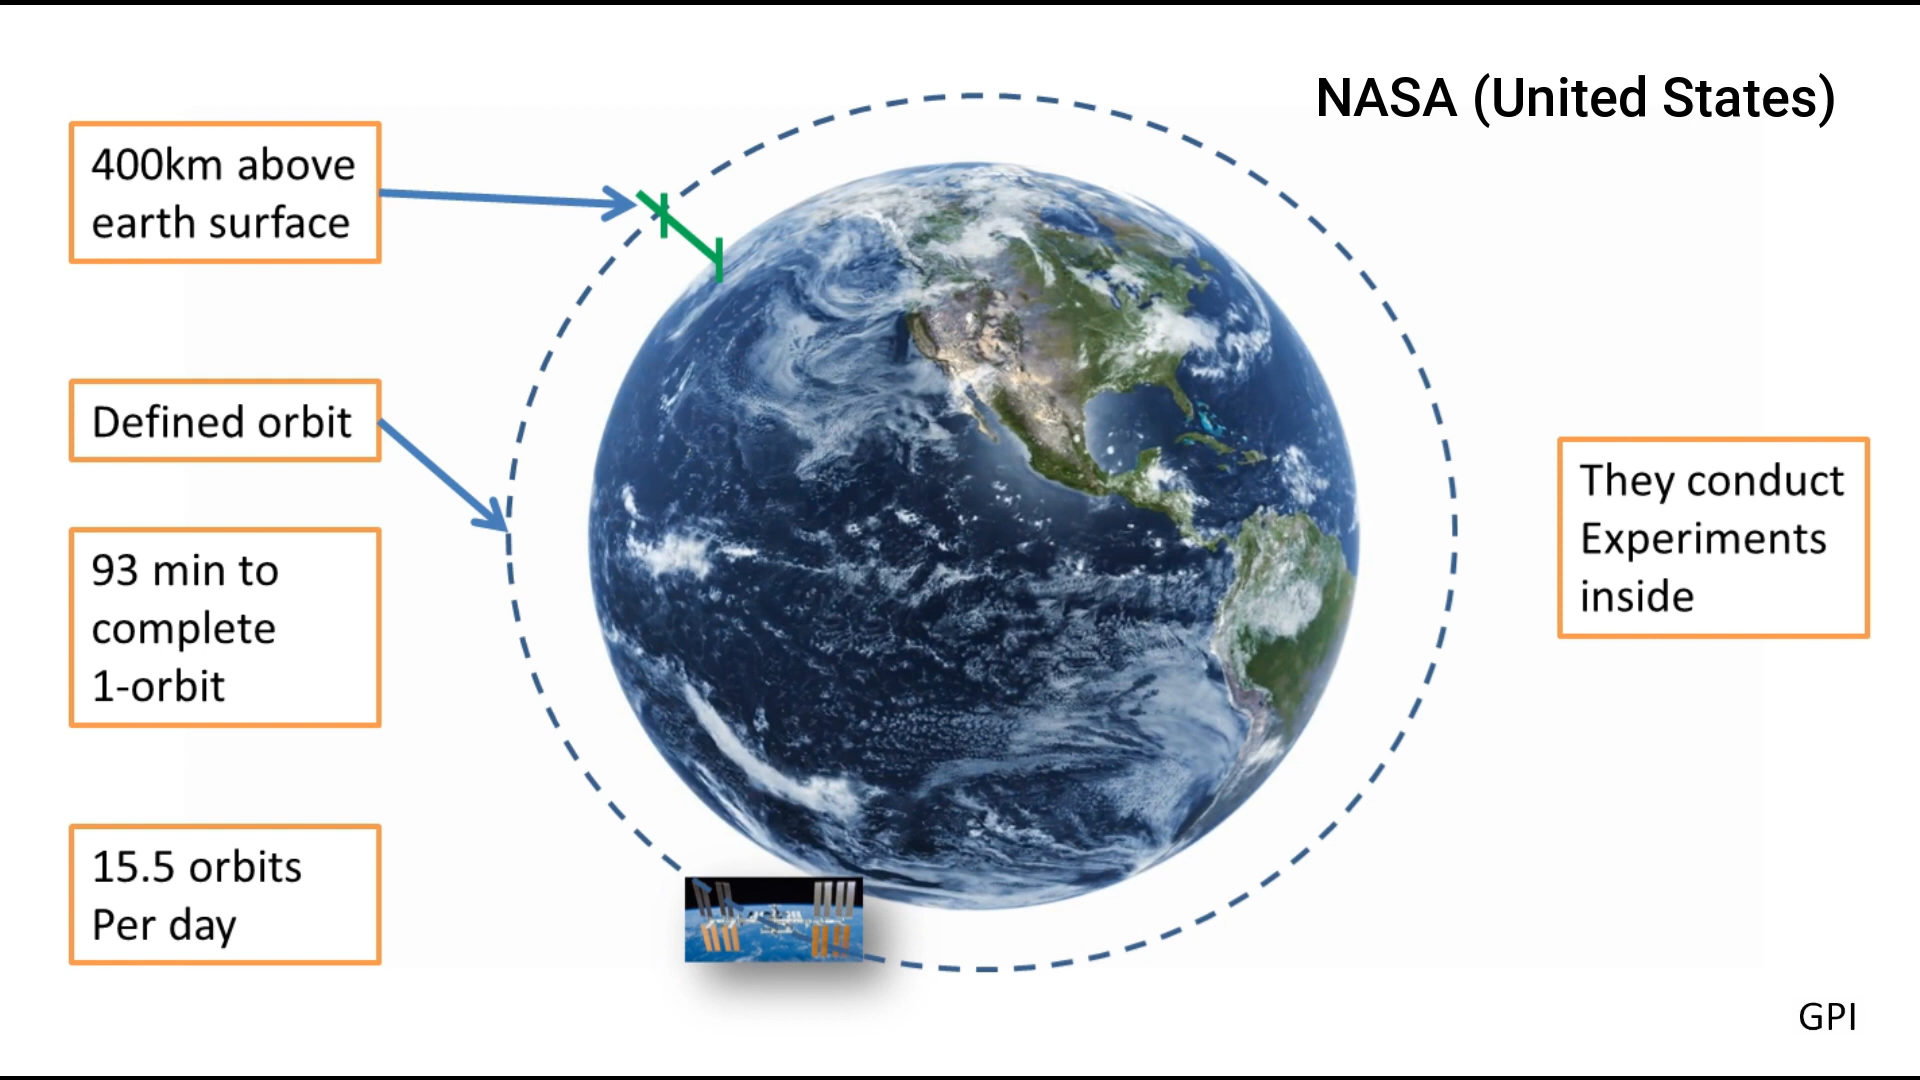 NASA (United States)
400km above
earth surface
Defined orbit
93 min to
complete
1-orbit
15.5 orbits
Per day
They conduct
Experiments
inside
GPI